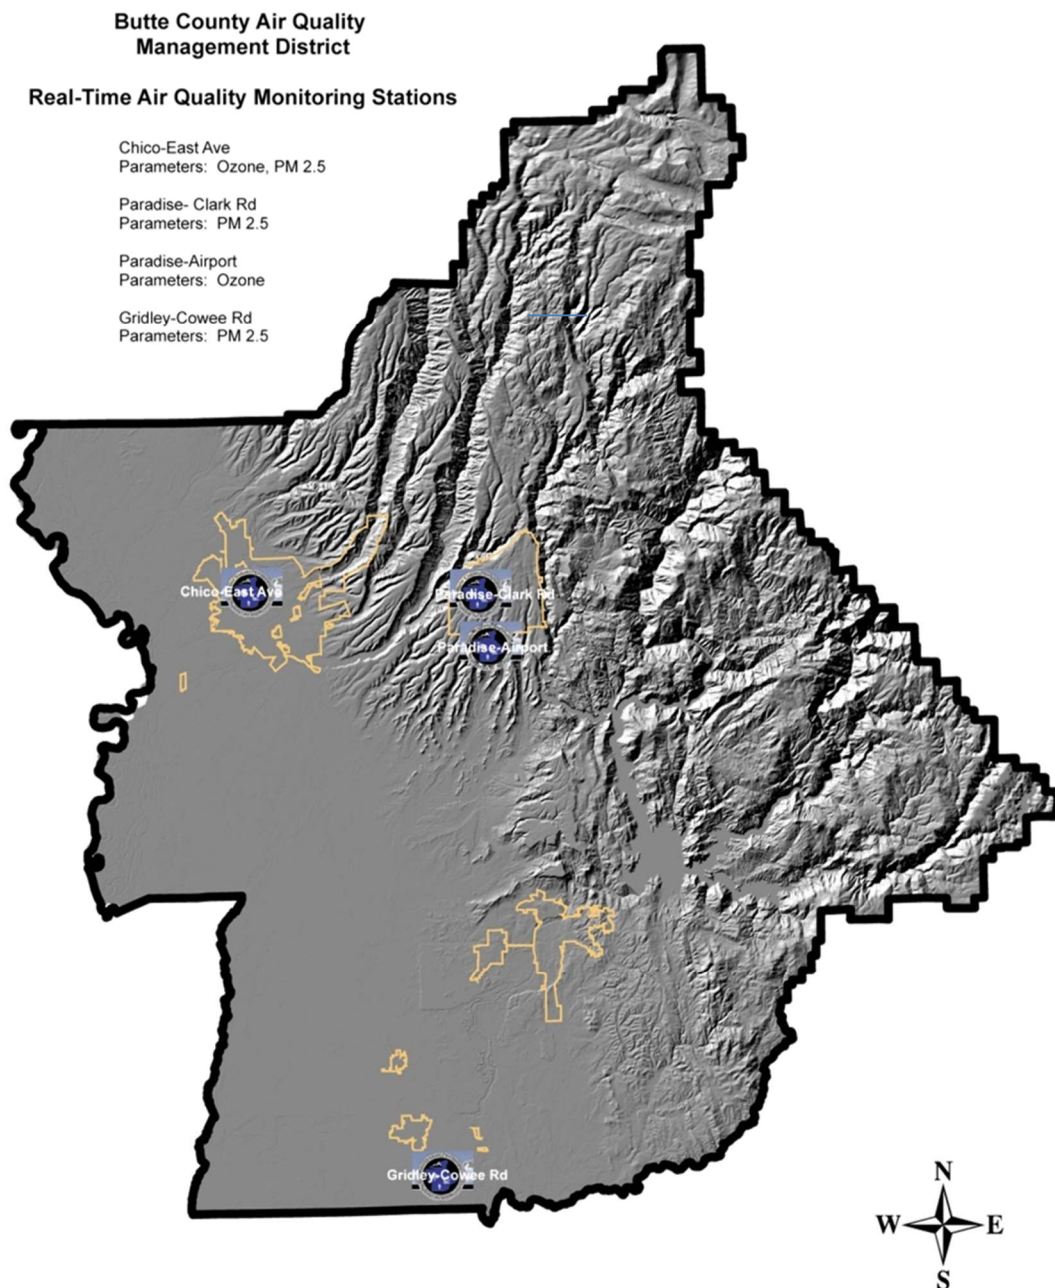 Butte County Air Quality
Management District
Real-Time Air Quality Monitoring Stations
Chico-East Ave
Parameters: Ozone, PM 2.5
Paradise- Clark Rd
Parameters: PM 2.5
Paradise-Airport
Parameters: Ozone
Gridley-Cowee Rd
Parameters: PM 2.5
Chico-East Ave
Paradise-Clark Rd
Paradise-Airport
Gridley-Cowee Rd
N
W E
S